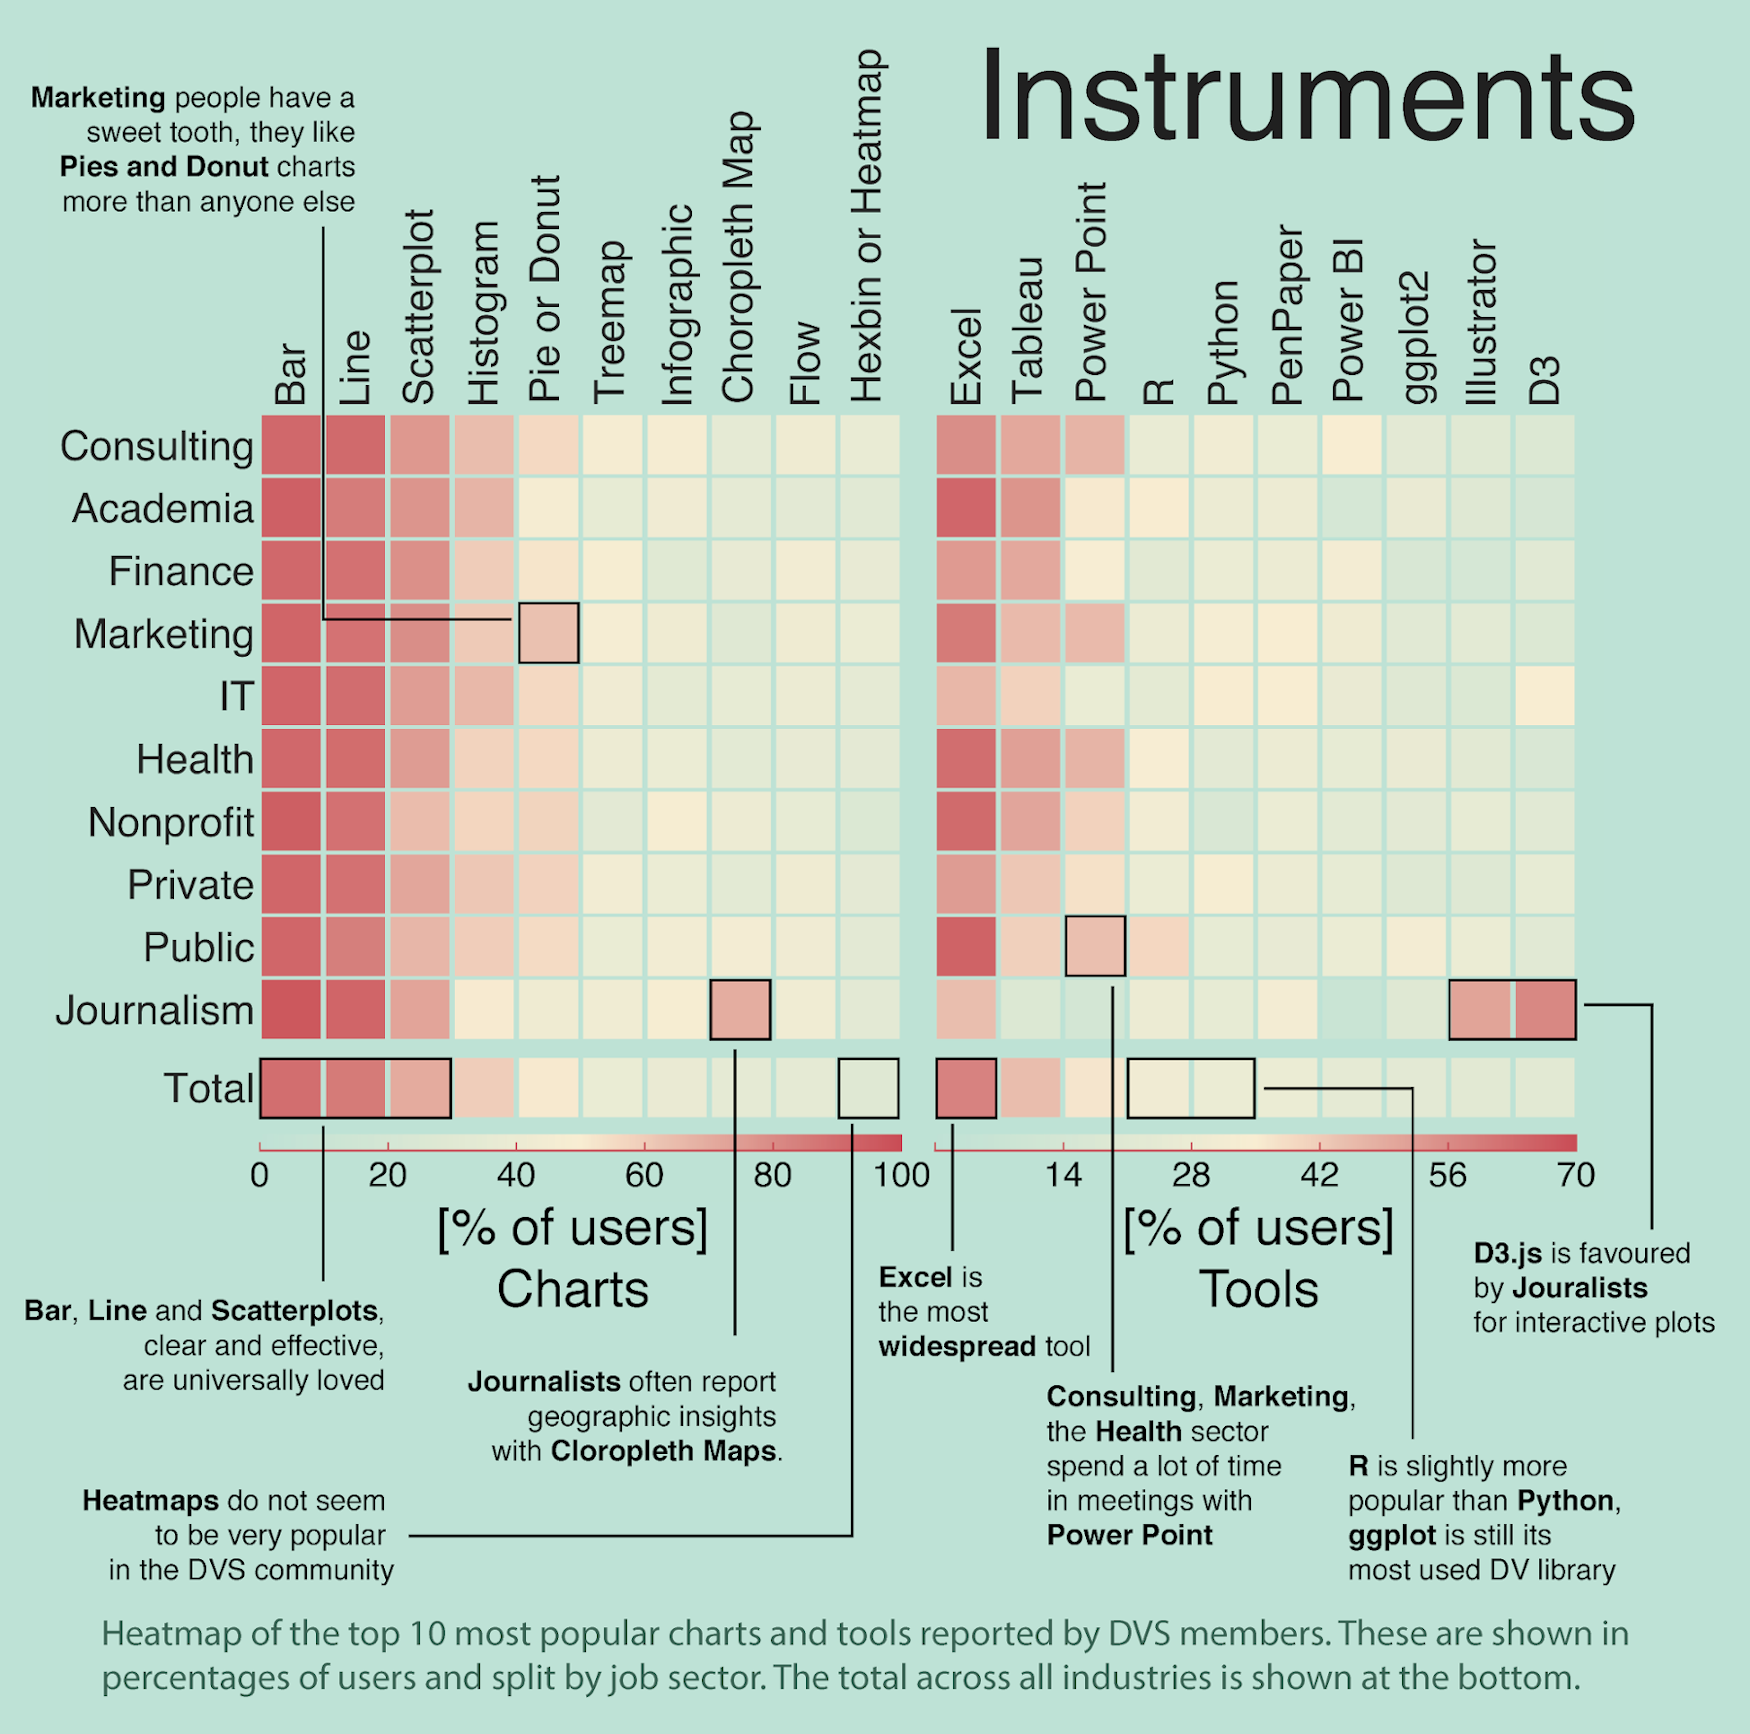 Instruments
Marketing people have a
sweet tooth, they like
Pies and Donut charts
more than anyone else
Bar
Line
Scatterplot
Histogram
Pie or Donut
Treemap
Infographic
Choropleth Map
Flow
Hexbin or Heatmap
Excel
Tableau
Power Point
R
Python
PenPaper
Power BI
ggplot2
Illustrator
D3
Consulting
Academia
Finance
Marketing
IT
Health
Nonprofit
Private
Public
Journalism
Total
0 20 40 60 80 100
14 28 42 56 70
[% of users]
Charts
[% of users]
Tools
Bar, Line and Scatterplots,
clear and effective,
are universally loved
Journalists often report
geographic insights
with Cloropleth Maps.
Heatmaps do not seem
to be very popular
in the DVS community
Excel is
the most
widespread tool
Consulting, Marketing,
the Health sector
spend a lot of time
in meetings with
Power Point
R is slightly more
popular than Python,
ggplot is still its
most used DV library
D3.js is favoured
by Jouralists
for interactive plots
Heatmap of the top 10 most popular charts and tools reported by DVS members. These are shown in
percentages of users and split by job sector. The total across all industries is shown at the bottom.